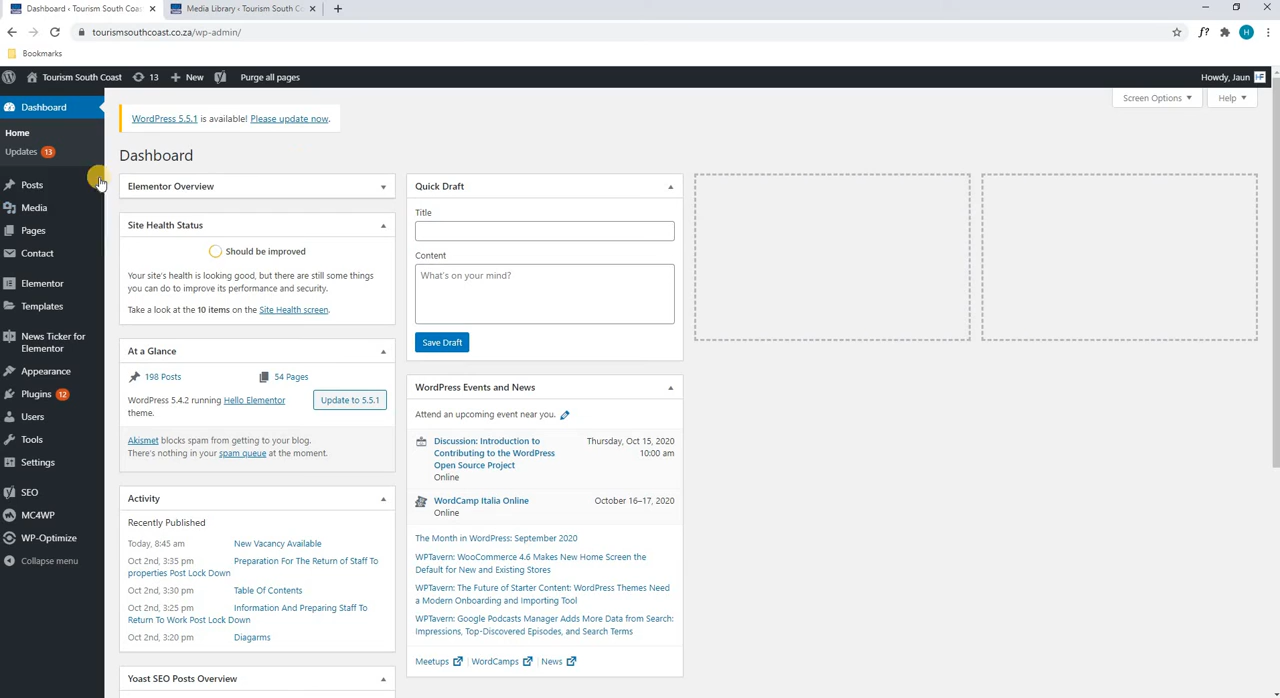 Dashboard ‹ Tourism South Coa
Media Library ‹ Tourism South C
tourismsouthcoast.co.za/wp-admin/
f?
H
Bookmarks
Tourism South Coast
13
New
Purge all pages
Howdy, Jaun
HF
Screen Options
Help
Dashboard
Home
Updates 13
Posts
Media
Pages
Contact
Elementor
Templates
News Ticker for
Elementor
Appearance
Plugins 12
Users
Tools
Settings
SEO
MC4WP
WP-Optimize
Collapse menu
WordPress 5.5.1 is available! Please update now.
Dashboard
Elementor Overview
Site Health Status
Should be improved
Your site's health is looking good, but there are still some things
you can do to improve its performance and security.
Take a look at the 10 items on the Site Health screen.
At a Glance
198 Posts
54 Pages
WordPress 5.4.2 running Hello Elementor
theme.
Update to 5.5.1
Akismet blocks spam from getting to your blog.
There's nothing in your spam queue at the moment.
Activity
Recently Published
Today, 8:45 am New Vacancy Available
Oct 2nd, 3:35 pm Preparation For The Return of Staff To
properties Post Lock Down
Oct 2nd, 3:30 pm Table Of Contents
Oct 2nd, 3:25 pm Information And Preparing Staff To
Return To Work Post Lock Down
Oct 2nd, 3:20 pm Diagarms
Yoast SEO Posts Overview
Quick Draft
Title
Content
What's on your mind?
Save Draft
WordPress Events and News
Attend an upcoming event near you.
Discussion: Introduction to
Contributing to the WordPress
Open Source Project
Online
Thursday, Oct 15, 2020
10:00 am
WordCamp Italia Online
Online
October 16–17, 2020
The Month in WordPress: September 2020
WPTavern: WooCommerce 4.6 Makes New Home Screen the
Default for New and Existing Stores
WPTavern: The Future of Starter Content: WordPress Themes Need
a Modern Onboarding and Importing Tool
WPTavern: Google Podcasts Manager Adds More Data from Search:
Impressions, Top-Discovered Episodes, and Search Terms
Meetups | WordCamps | News